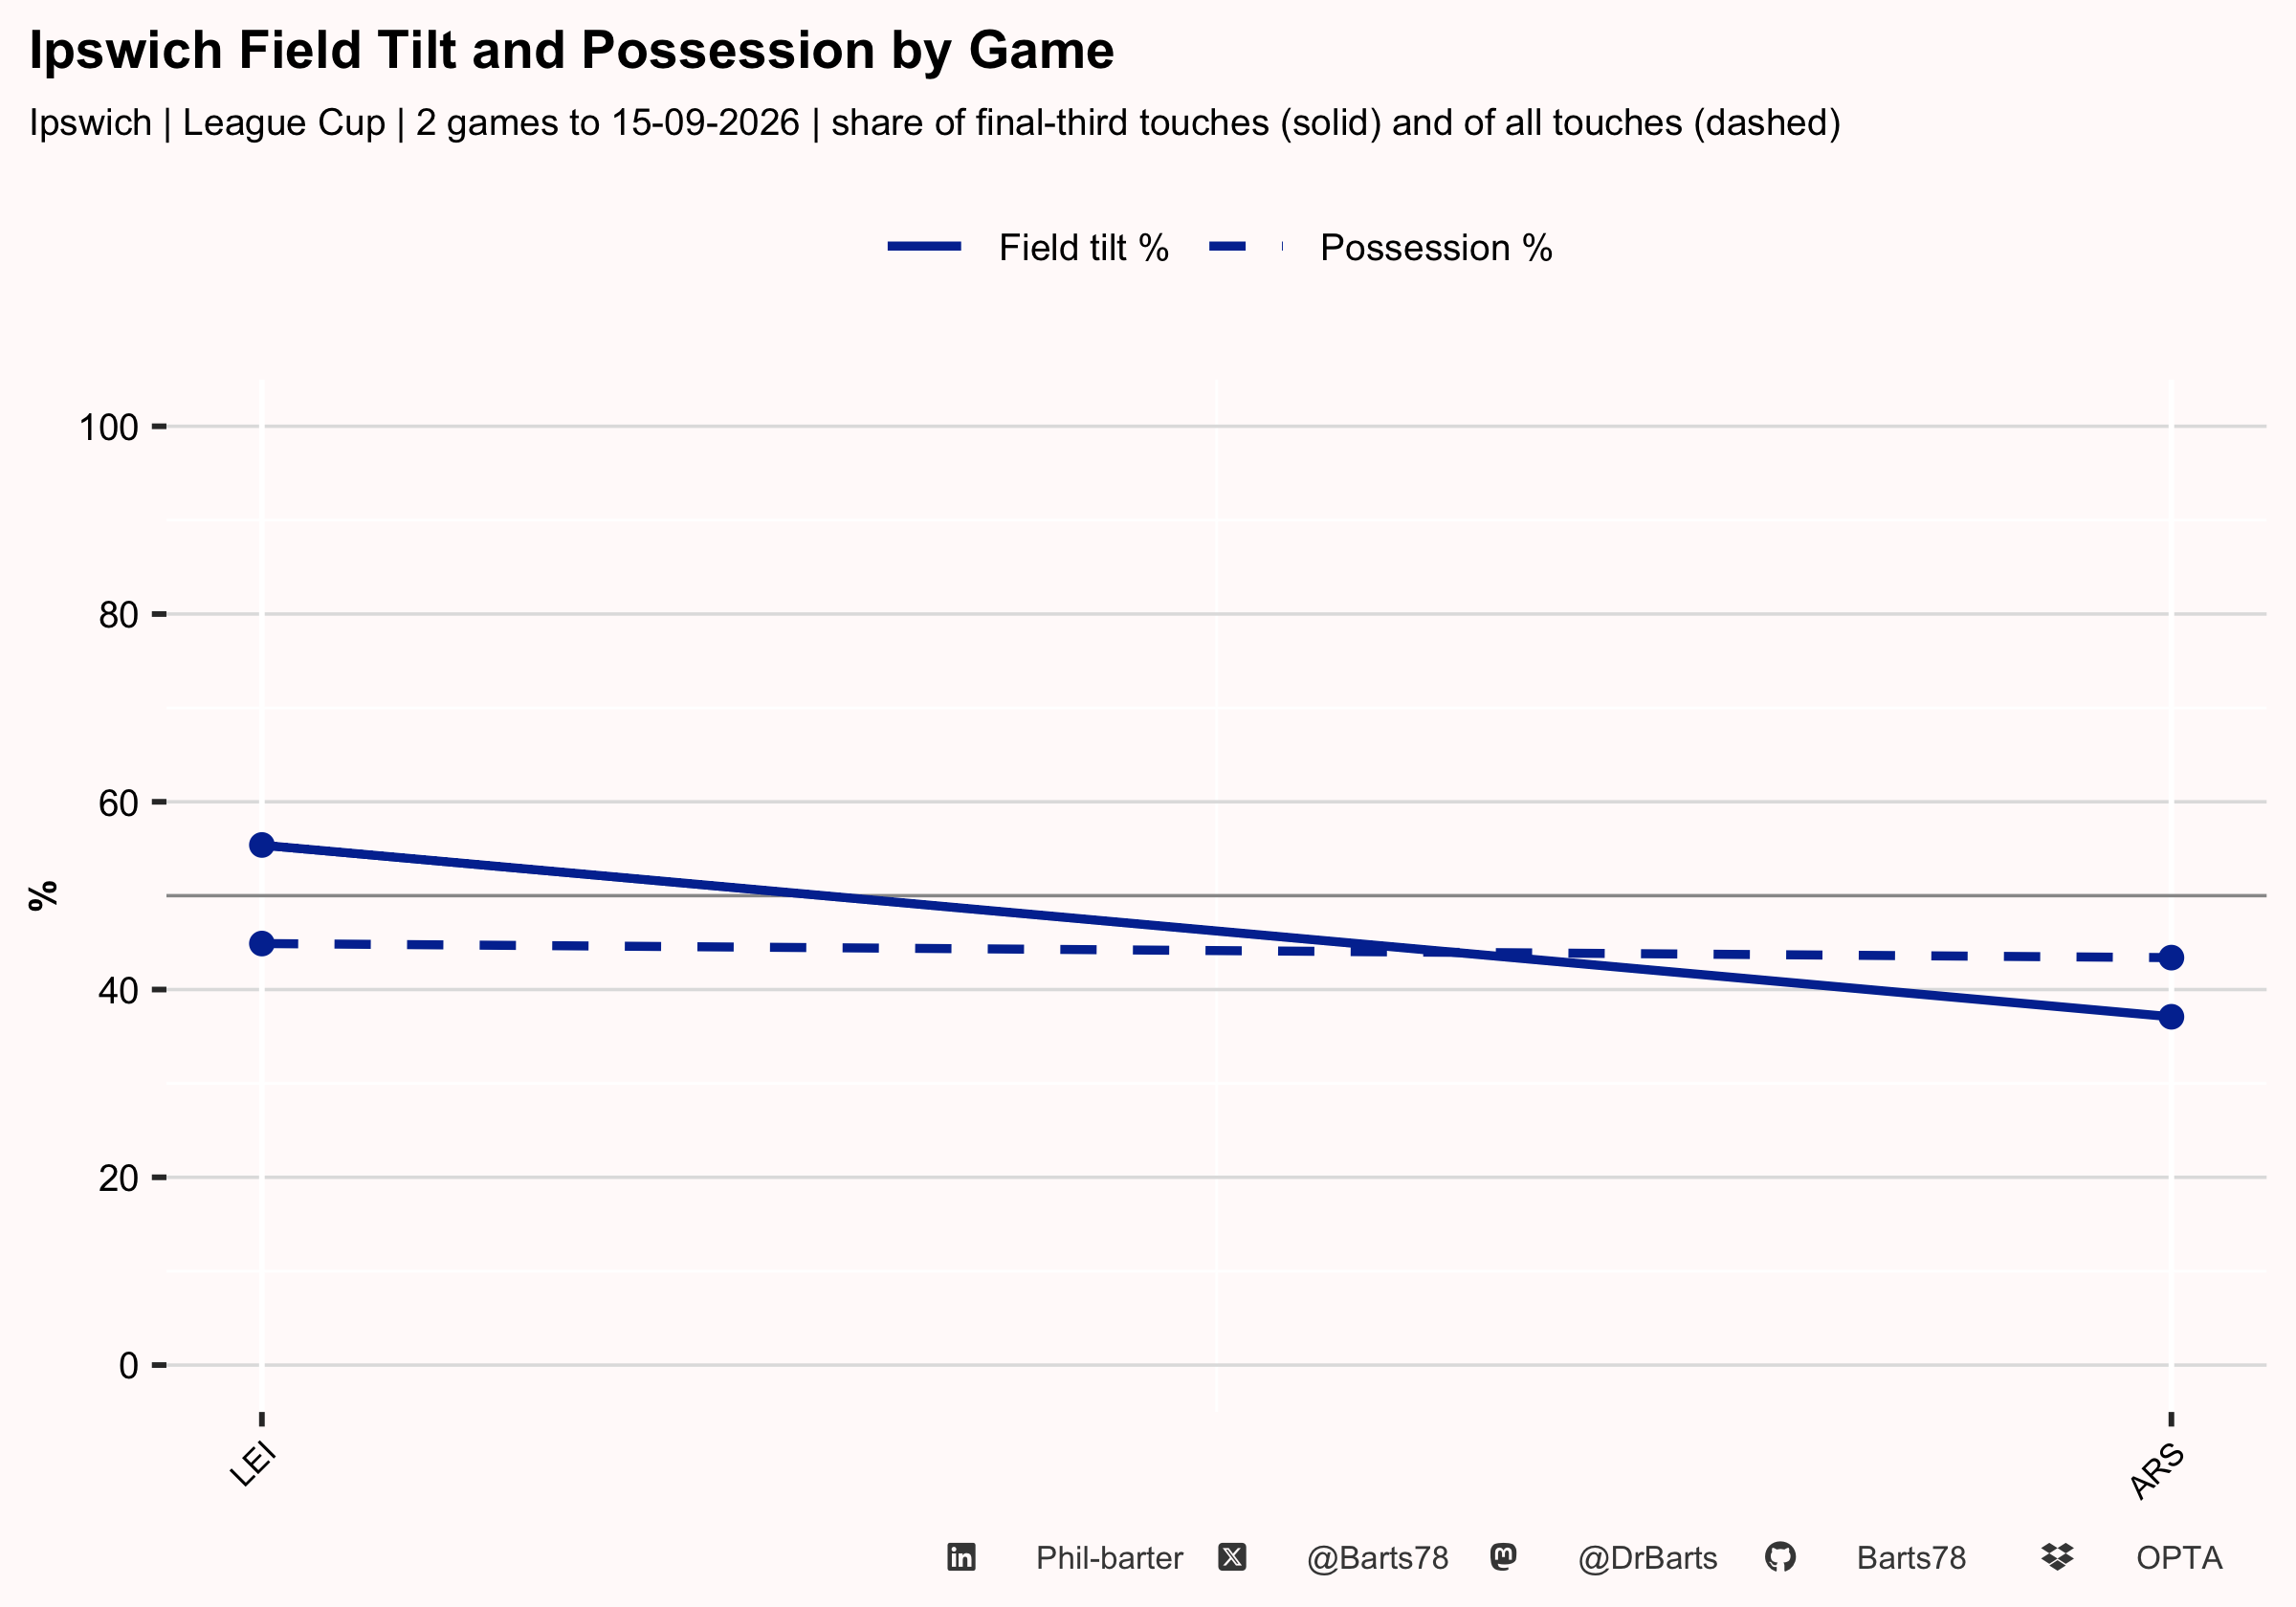 Ipswich Field Tilt and Possession by Game
Ipswich | League Cup | 2 games to 15-09-2026 | share of final-third touches (solid) and of all touches (dashed)
Field tilt % Possession %
100
80
60
%
40
20
0
LEI ARS
Phil-barter @Barts78 @DrBarts Barts78 OPTA